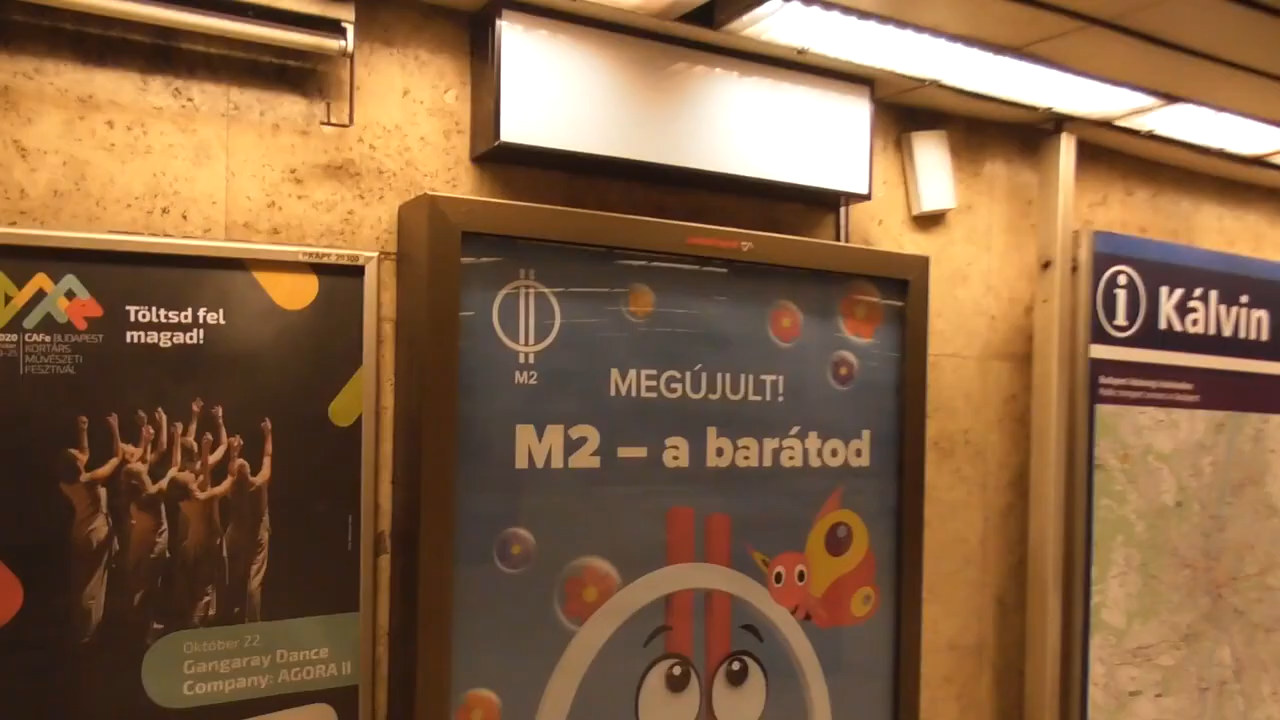 Töltsd fel
magad!
CAFe BUDAPEST
KORTÁRS
MŰVÉSZETI
FESZTIVÁL
Október 22.
Gangaray Dance
Company: AGORA II
M2
MEGÚJULT!
M2 – a barátod
i Kálvin